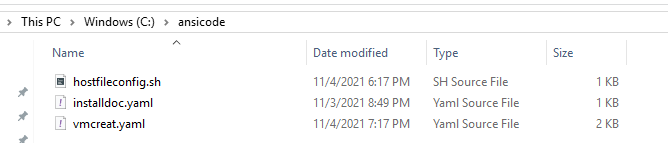 This PC > Windows (C:) > ansicode
Name Date modified Type Size
hostfileconfig.sh 11/4/2021 6:17 PM SH Source File 1 KB
installdoc.yaml 11/3/2021 8:49 PM Yaml Source File 1 KB
vmcreat.yaml 11/4/2021 7:17 PM Yaml Source File 2 KB